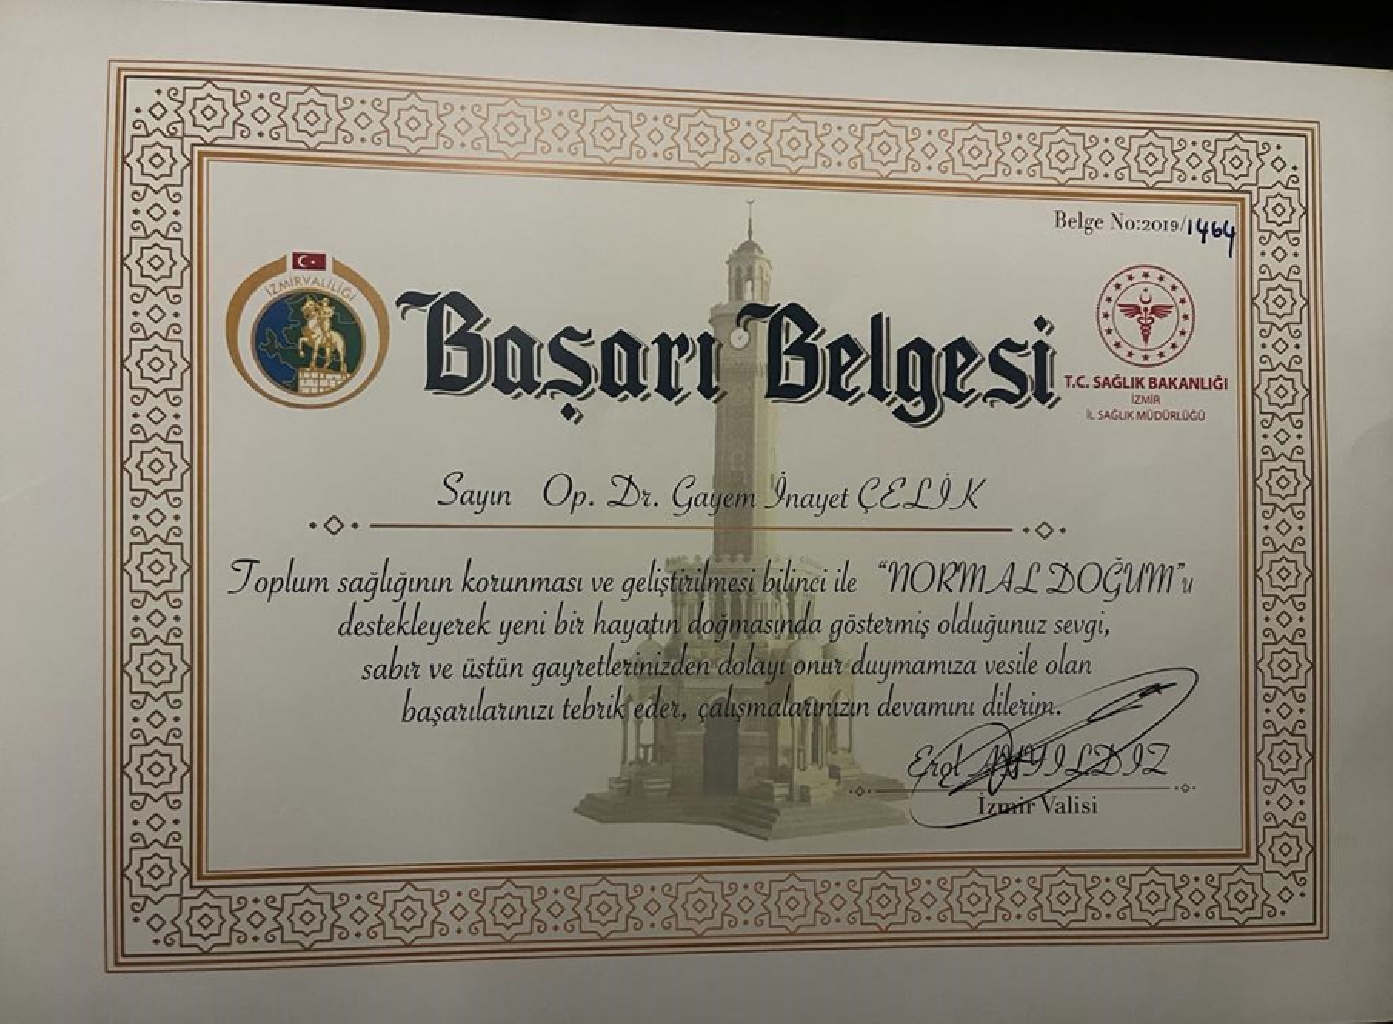 Belge No:2019/1464
İZMİR VALİLİĞİ
Başarı Belgesi
T.C. SAĞLIK BAKANLIĞI
İZMİR
İL SAĞLIK MÜDÜRLÜĞÜ
Sayın Op. Dr. Gayem İnayet ÇELİK
Toplum sağlığının korunması ve geliştirilmesi bilinci ile “NORMAL DOĞUM”u
destekleyerek yeni bir hayatın doğmasında göstermiş olduğunuz sevgi,
sabır ve üstün gayretlerinizden dolayı onur duymamıza vesile olan
başarılarınızı tebrik eder, çalışmalarınızın devamını dilerim.
Erol AYYILDIZ
İzmir Valisi